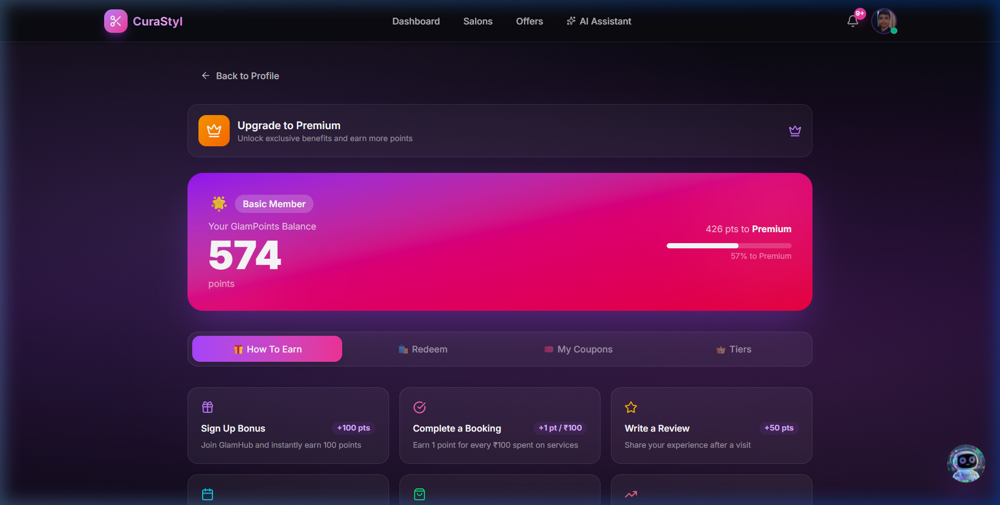 CuraStyl
Dashboard
Salons
Offers
AI Assistant
9+
Back to Profile
Upgrade to Premium
Unlock exclusive benefits and earn more points
Basic Member
Your GlamPoints Balance
574
points
426 pts to Premium
57% to Premium
How To Earn
Redeem
My Coupons
Tiers
Sign Up Bonus
+100 pts
Join GlamHub and instantly earn 100 points
Complete a Booking
+1 pt / ₹100
Earn 1 point for every ₹100 spent on services
Write a Review
+50 pts
Share your experience after a visit